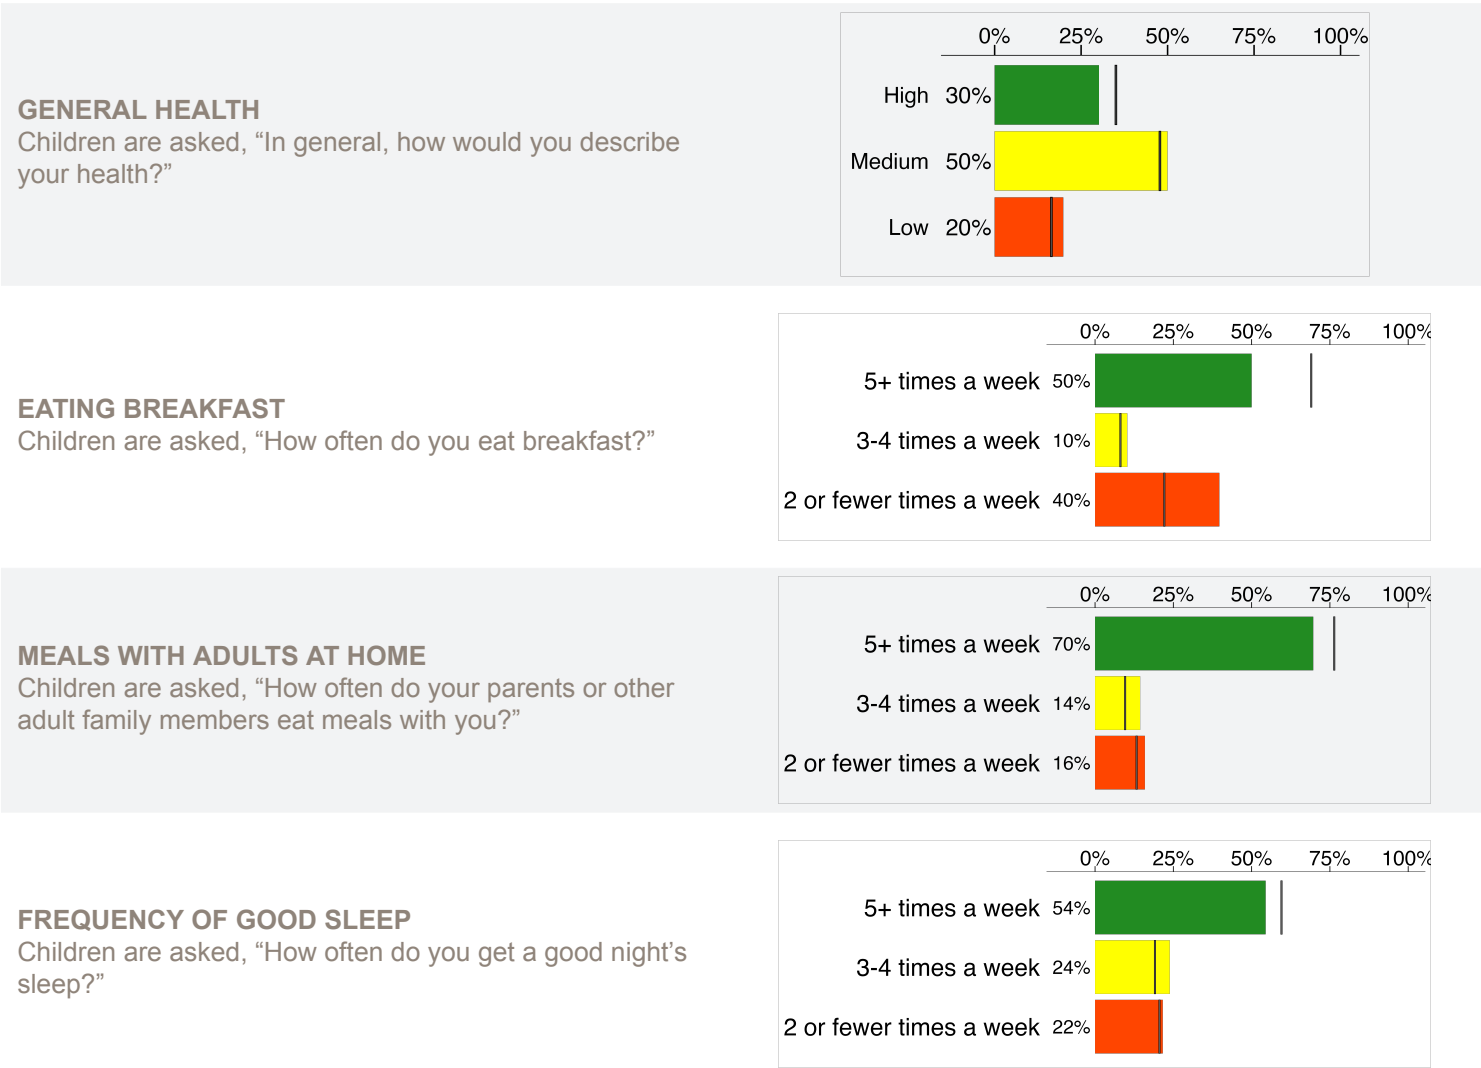 GENERAL HEALTH
Children are asked, “In general, how would you describe
your health?”
0% 25% 50% 75% 100%
High 30%
Medium 50%
Low 20%
EATING BREAKFAST
Children are asked, “How often do you eat breakfast?”
0% 25% 50% 75% 100%
5+ times a week 50%
3-4 times a week 10%
2 or fewer times a week 40%
MEALS WITH ADULTS AT HOME
Children are asked, “How often do your parents or other
adult family members eat meals with you?”
0% 25% 50% 75% 100%
5+ times a week 70%
3-4 times a week 14%
2 or fewer times a week 16%
FREQUENCY OF GOOD SLEEP
Children are asked, “How often do you get a good night’s
sleep?”
0% 25% 50% 75% 100%
5+ times a week 54%
3-4 times a week 24%
2 or fewer times a week 22%